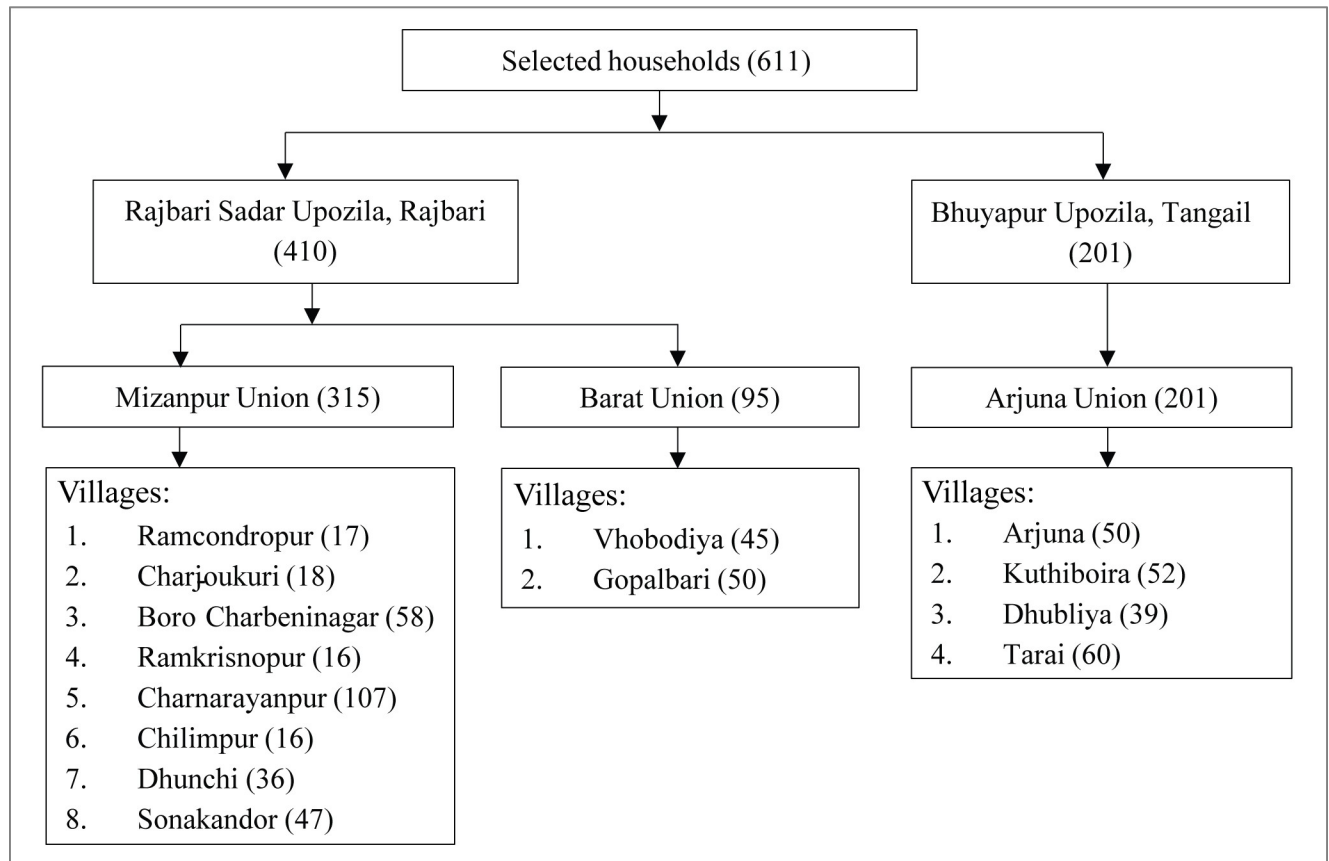 Selected households (611)
Rajbari Sadar Upozila, Rajbari
(410)
Bhuyapur Upozila, Tangail
(201)
Mizanpur Union (315)
Barat Union (95)
Arjuna Union (201)
Villages:
1. Ramcondropur (17)
2. Charjoukuri (18)
3. Boro Charbeninagar (58)
4. Ramkrisnopur (16)
5. Charnarayanpur (107)
6. Chilimpur (16)
7. Dhunchi (36)
8. Sonakandor (47)
Villages:
1. Vhobodiya (45)
2. Gopalbari (50)
Villages:
1. Arjuna (50)
2. Kuthiboira (52)
3. Dhubliya (39)
4. Tarai (60)